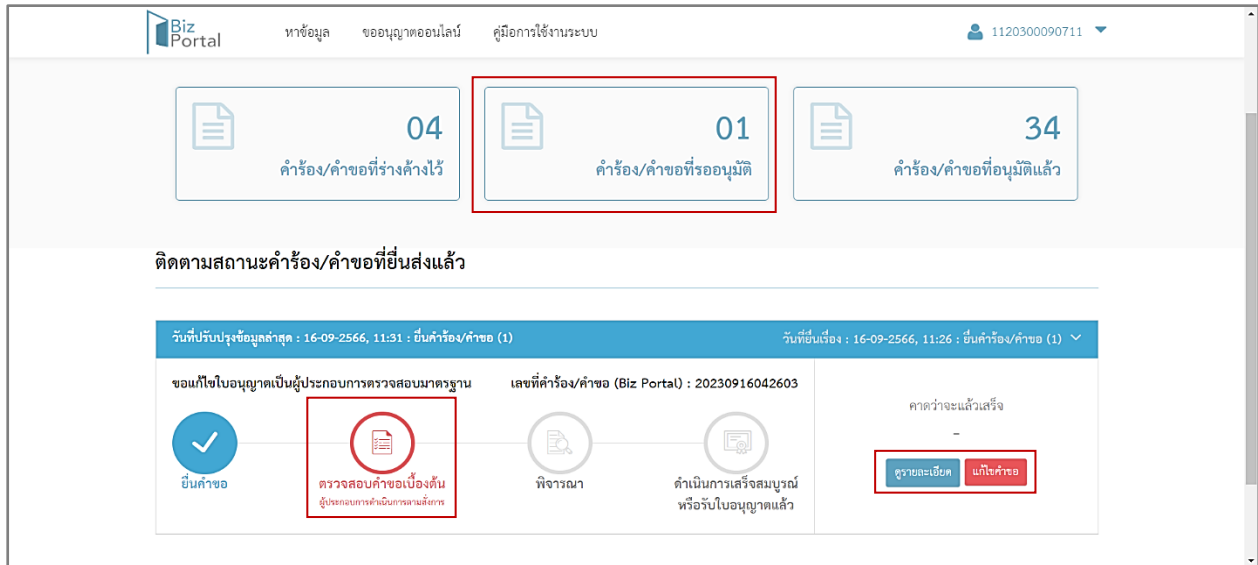 Biz
Portal
หาข้อมูล ขออนุญาตออนไลน์ คู่มือการใช้งานระบบ 1120300090711
04 01 34
คำร้อง/คำขอที่ร่างค้างไว้ คำร้อง/คำขอที่รออนุมัติ คำร้อง/คำขอที่อนุมัติแล้ว
ติดตามสถานะคำร้อง/คำขอที่ยื่นส่งแล้ว
วันที่ปรับปรุงข้อมูลล่าสุด : 16-09-2566, 11:31 : ยื่นคำร้อง/คำขอ (1) วันที่ยื่นเรื่อง : 16-09-2566, 11:26 : ยื่นคำร้อง/คำขอ (1)
ขอแก้ไขใบอนุญาตเป็นผู้ประกอบการตรวจสอบมาตรฐาน เลขที่คำร้อง/คำขอ (Biz Portal) : 20230916042603
คาดว่าจะแล้วเสร็จ
–
ดูรายละเอียด แก้ไขคำขอ
ยื่นคำขอ ตรวจสอบคำขอเบื้องต้น พิจารณา ดำเนินการเสร็จสมบูรณ์
ผู้ประกอบการดำเนินการตามสั่งการ หรือรับใบอนุญาตแล้ว